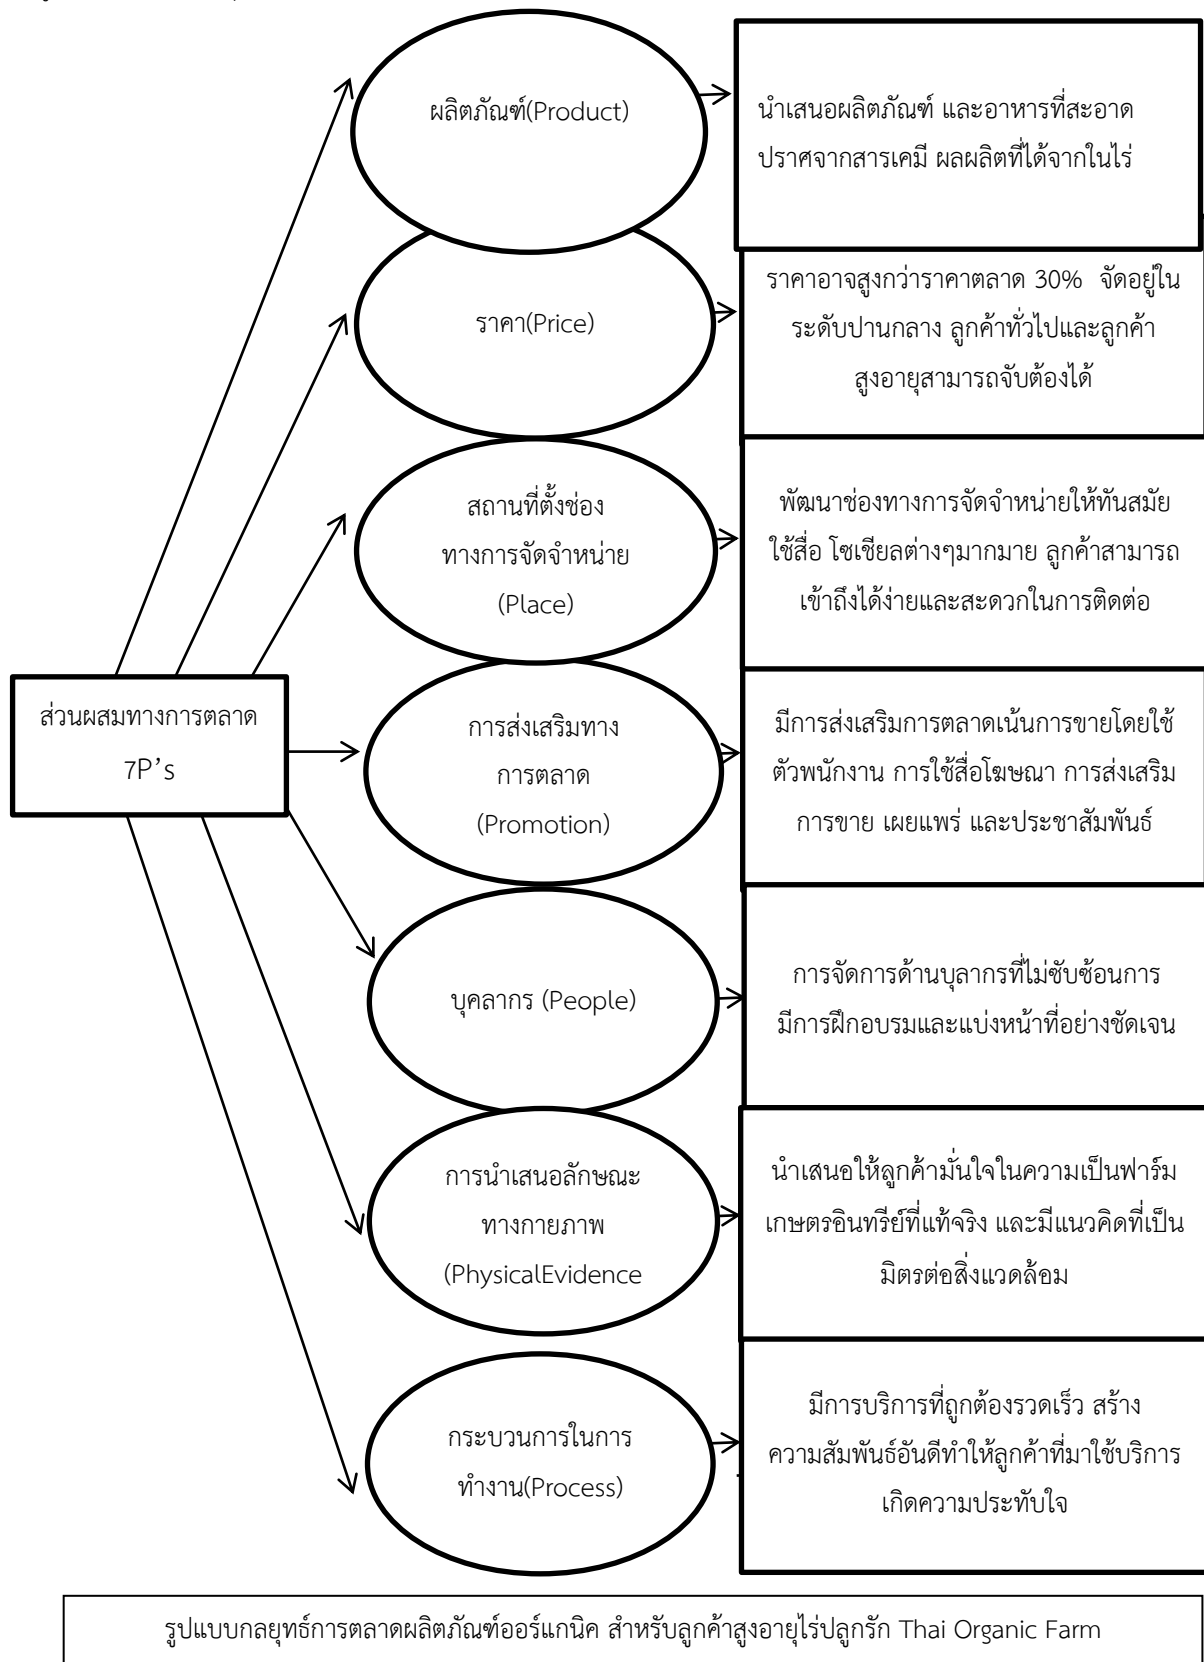 ผลิตภัณฑ์(Product)
นำเสนอผลิตภัณฑ์ และอาหารที่สะอาด
ปราศจากสารเคมี ผลผลิตที่ได้จากในไร่
ราคา(Price)
ราคาอาจสูงกว่าราคาตลาด 30% จัดอยู่ใน
ระดับปานกลาง ลูกค้าทั่วไปและลูกค้า
สูงอายุสามารถจับต้องได้
สถานที่ตั้งช่อง
ทางการจัดจำหน่าย
(Place)
พัฒนาช่องทางการจัดจำหน่ายให้ทันสมัย
ใช้สื่อ โซเชียลต่างๆมากมาย ลูกค้าสามารถ
เข้าถึงได้ง่ายและสะดวกในการติดต่อ
ส่วนผสมทางการตลาด
7P's
การส่งเสริมทาง
การตลาด
(Promotion)
มีการส่งเสริมการตลาดเน้นการขายโดยใช้
ตัวพนักงาน การใช้สื่อโฆษณา การส่งเสริม
การขาย เผยแพร่ และประชาสัมพันธ์
บุคลากร (People)
การจัดการด้านบุลากรที่ไม่ซับซ้อนการ
มีการฝึกอบรมและแบ่งหน้าที่อย่างชัดเจน
การนำเสนอลักษณะ
ทางกายภาพ
(PhysicalEvidence
นำเสนอให้ลูกค้ามั่นใจในความเป็นฟาร์ม
เกษตรอินทรีย์ที่แท้จริง และมีแนวคิดที่เป็น
มิตรต่อสิ่งแวดล้อม
กระบวนการในการ
ทำงาน(Process)
มีการบริการที่ถูกต้องรวดเร็ว สร้าง
ความสัมพันธ์อันดีทำให้ลูกค้าที่มาใช้บริการ
เกิดความประทับใจ
รูปแบบกลยุทธ์การตลาดผลิตภัณฑ์ออร์แกนิค สำหรับลูกค้าสูงอายุไร่ปลูกรัก Thai Organic Farm